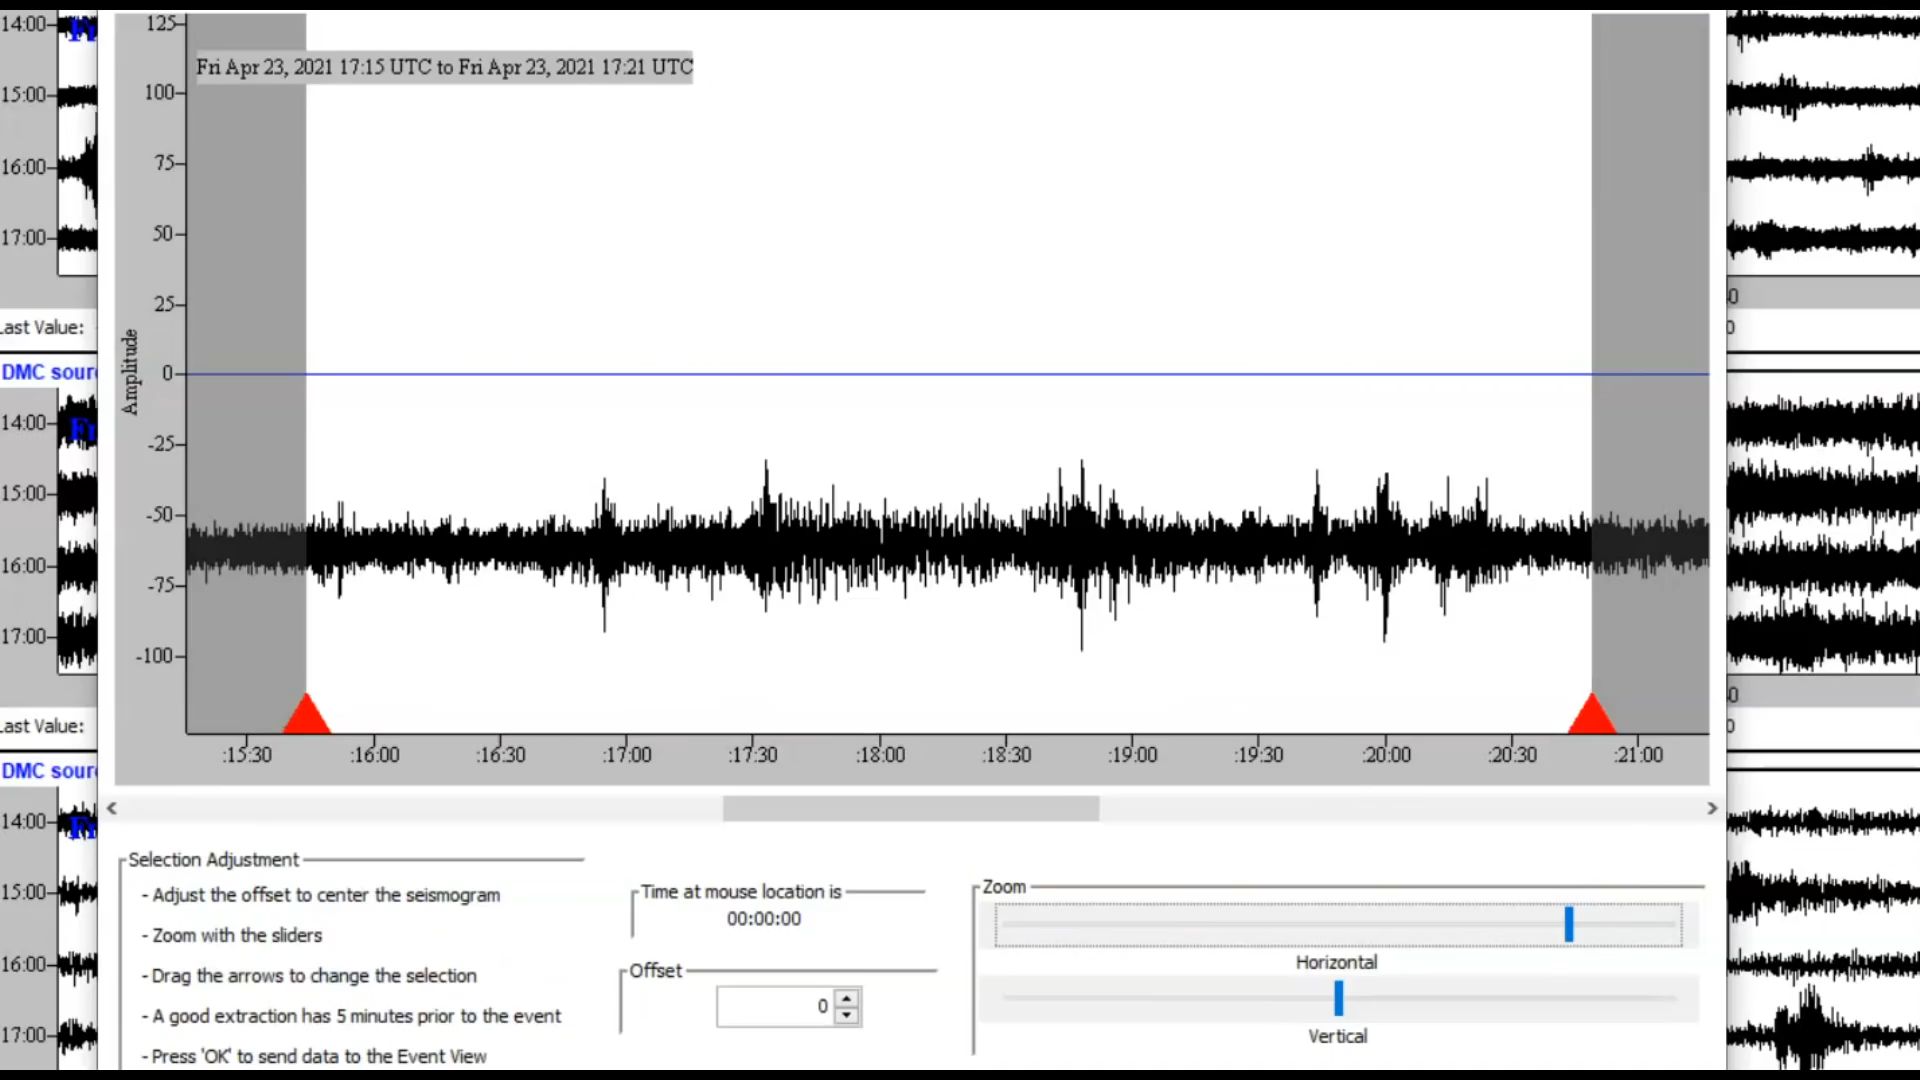 14:00
Fri
15:00
16:00
17:00
Last Value:
DMC sour
14:00
15:00
16:00
17:00
Last Value:
DMC sour
14:00
15:00
16:00
17:00
Fri Apr 23, 2021 17:15 UTC to Fri Apr 23, 2021 17:21 UTC
Amplitude
125
100
75
50
25
0
-25
-50
-75
-100
:15:30 :16:00 :16:30 :17:00 :17:30 :18:00 :18:30 :19:00 :19:30 :20:00 :20:30 :21:00
Selection Adjustment
- Adjust the offset to center the seismogram
- Zoom with the sliders
- Drag the arrows to change the selection
- A good extraction has 5 minutes prior to the event
- Press 'OK' to send data to the Event View
Time at mouse location is
00:00:00
Offset
0
Zoom
Horizontal
Vertical